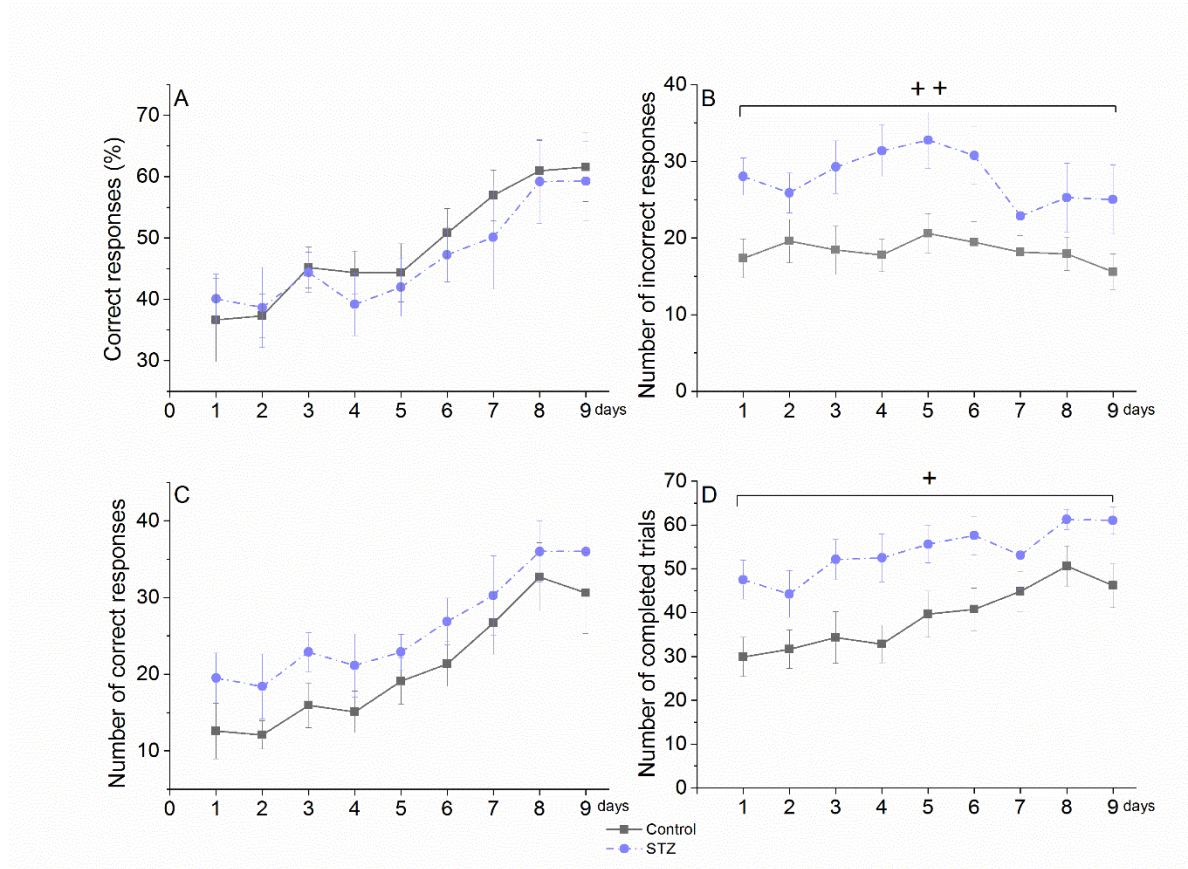 A
Correct responses (%)
70
60
50
40
30
0 1 2 3 4 5 6 7 8 9 days
B
+ +
Number of incorrect responses
40
30
20
10
0
1 2 3 4 5 6 7 8 9 days
C
Number of correct responses
40
30
20
10
0 1 2 3 4 5 6 7 8 9 days
D
+
Number of completed trials
70
60
50
40
30
20
10
0
1 2 3 4 5 6 7 8 9 days
Control
STZ